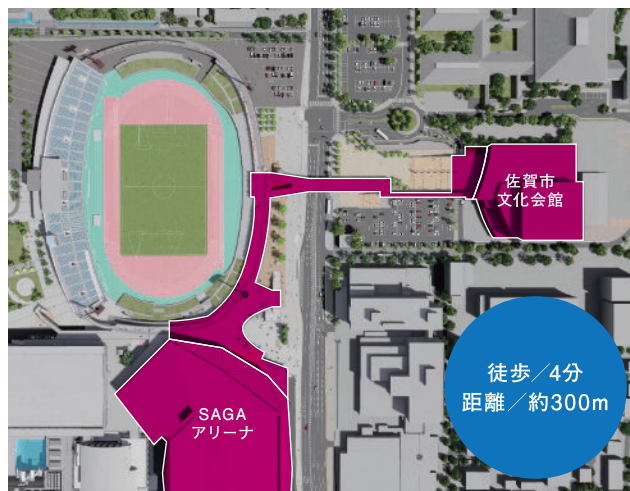 佐賀市
文化会館
徒歩／4分
距離／約300m
SAGA
アリーナ